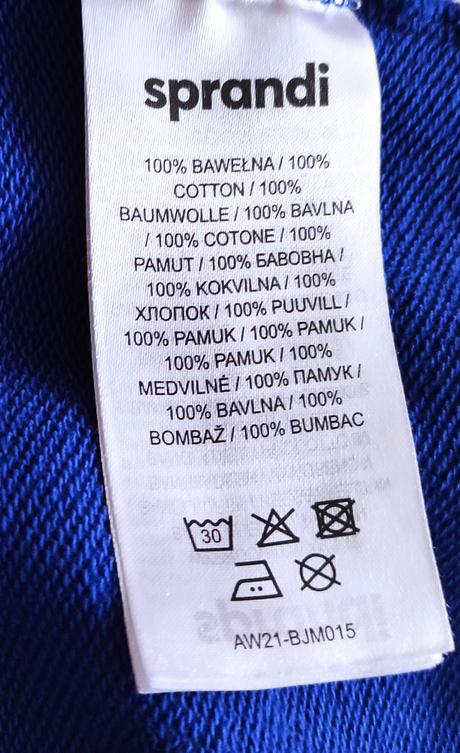 sprandi
100% BAWEŁNA / 100%
COTTON / 100%
BAUMWOLLE / 100% BAVLNA
/ 100% COTONE / 100%
PAMUT / 100% БАВОВНА /
100% KOKVILNA / 100%
ХЛОПОК / 100% PUUVILL /
100% PAMUK / 100% PAMUK /
100% PAMUK / 100%
MEDVILNĖ / 100% ПАМУК /
100% BAVLNA / 100%
BOMBAŽ / 100% BUMBAC
30
AW21-BJM015